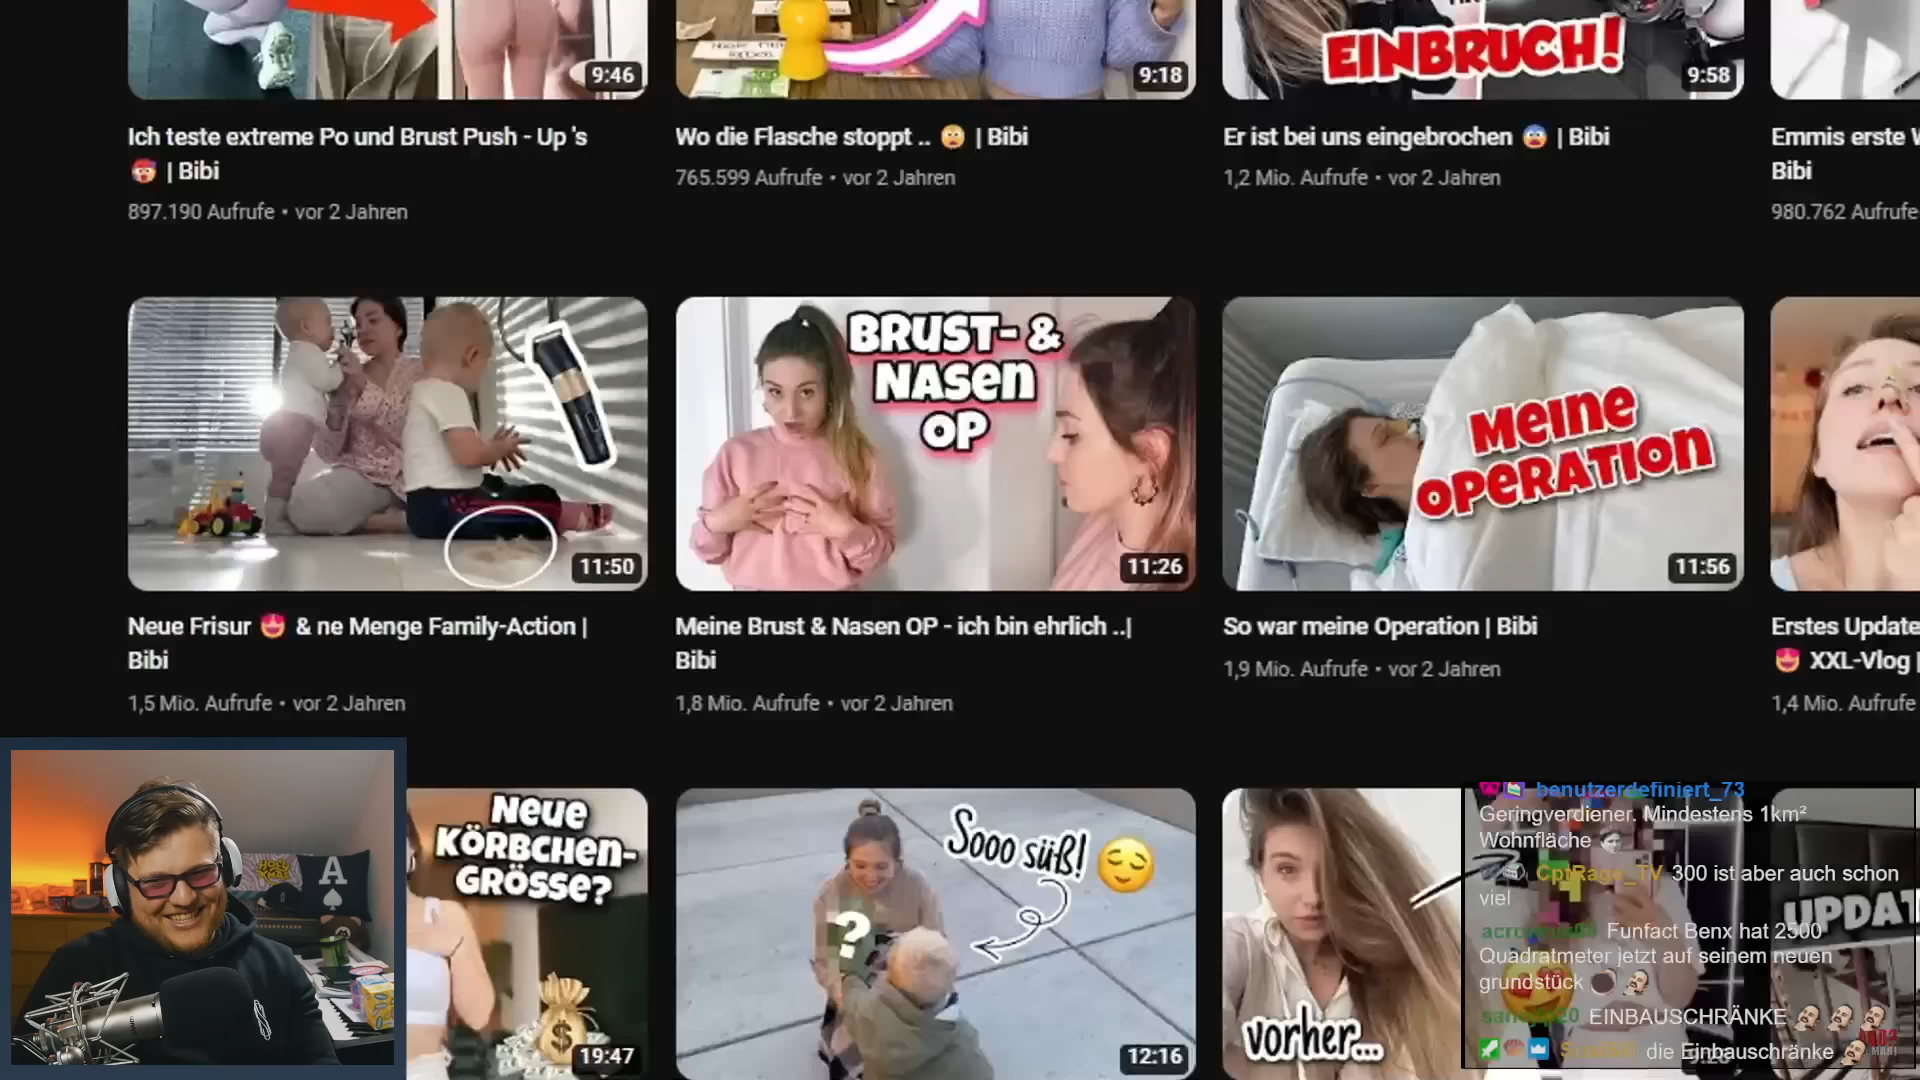 EINBRUCH!
9:46
9:18
9:58
Ich teste extreme Po und Brust Push - Up 's
| Bibi
897.190 Aufrufe • vor 2 Jahren
Wo die Flasche stoppt .. 😳 | Bibi
765.599 Aufrufe • vor 2 Jahren
Er ist bei uns eingebrochen 😨 | Bibi
1,2 Mio. Aufrufe • vor 2 Jahren
Emmis erste
Bibi
980.762 Aufrufe
11:50
BRUST- &
NASEN
OP
11:26
MEINE
OPERATION
11:56
Neue Frisur 😍 & ne Menge Family-Action |
Bibi
1,5 Mio. Aufrufe • vor 2 Jahren
Meine Brust & Nasen OP - ich bin ehrlich ..|
Bibi
1,8 Mio. Aufrufe • vor 2 Jahren
So war meine Operation | Bibi
1,9 Mio. Aufrufe • vor 2 Jahren
Erstes Update
😍 XXL-Vlog |
1,4 Mio. Aufrufe
A
NEUE
KÖRBCHEN-
GRÖSSE?
$
19:47
Sooo süß!
?
12:16
vorher...
UPDAT
benutzerdefiniert_73
Geringverdiener. Mindestens 1km²
Wohnfläche
CptRage_TV 300 ist aber auch schon
viel
Funfact Benx hat 2500
Quadratmeter jetzt auf seinem neuen
grundstück
EINBAUSCHRÄNKE
die Einbauschränke